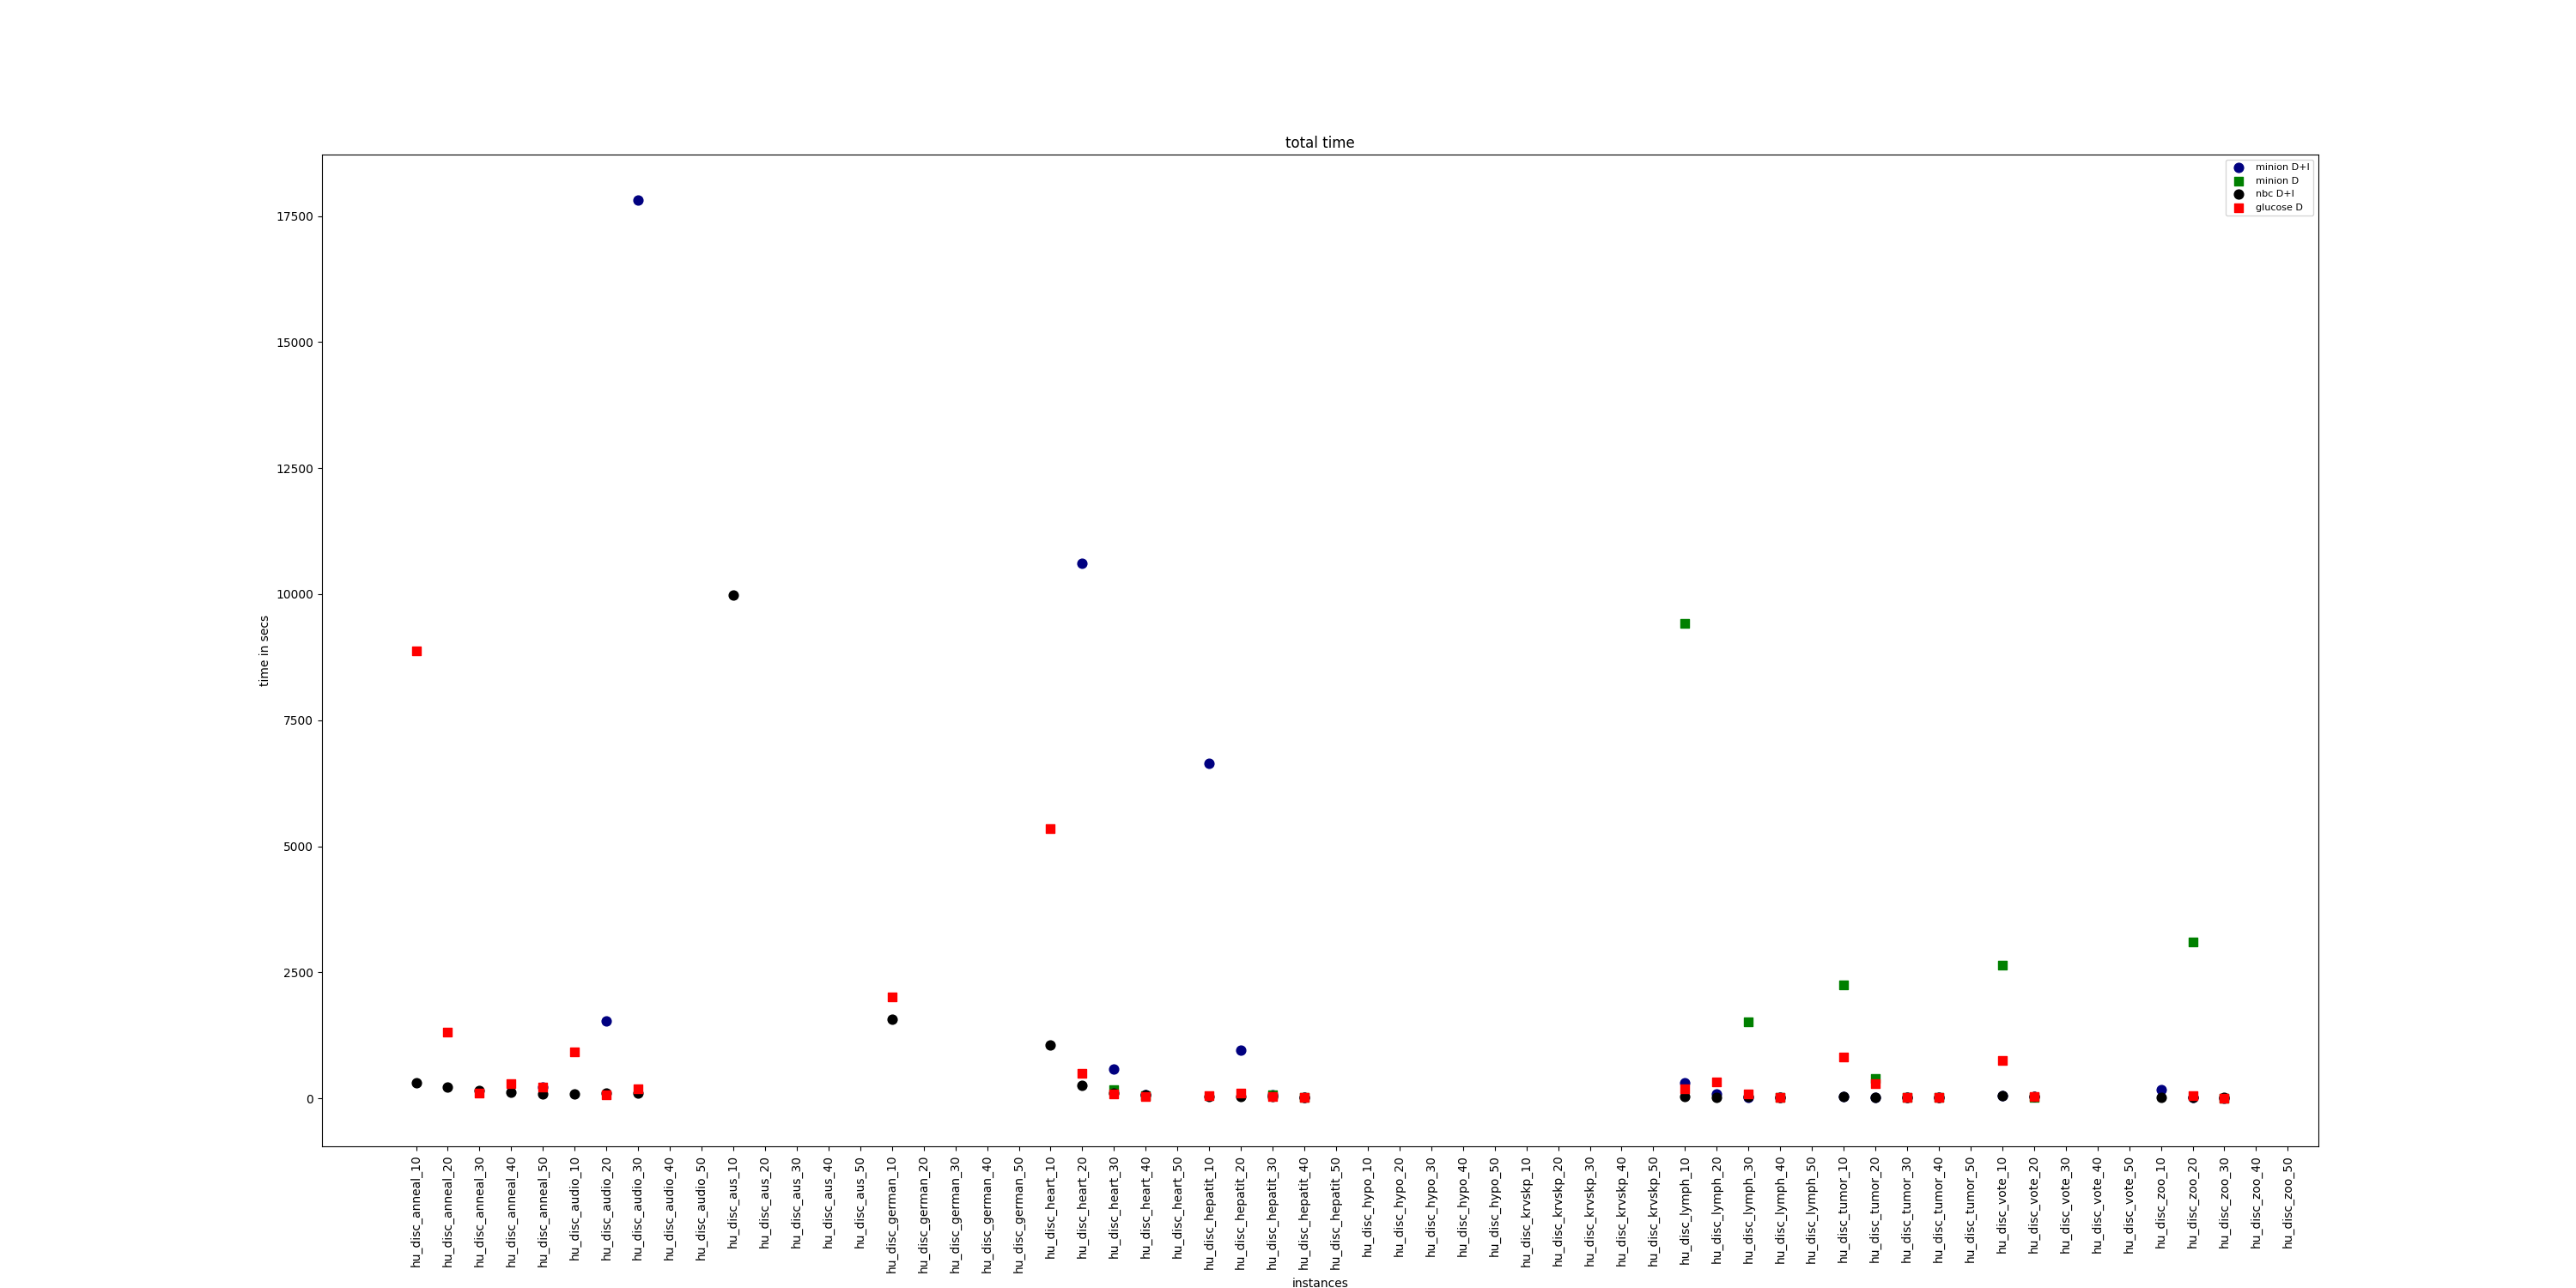 total time
minion D+I
minion D
nbc D+I
glucose D
17500
15000
12500
10000
7500
5000
2500
0
time in secs
hu_disc_anneal_10
hu_disc_anneal_20
hu_disc_anneal_30
hu_disc_anneal_40
hu_disc_anneal_50
hu_disc_audio_10
hu_disc_audio_20
hu_disc_audio_30
hu_disc_audio_40
hu_disc_audio_50
hu_disc_aus_10
hu_disc_aus_20
hu_disc_aus_30
hu_disc_aus_40
hu_disc_aus_50
hu_disc_german_10
hu_disc_german_20
hu_disc_german_30
hu_disc_german_40
hu_disc_german_50
hu_disc_heart_10
hu_disc_heart_20
hu_disc_heart_30
hu_disc_heart_40
hu_disc_heart_50
hu_disc_hepatit_10
hu_disc_hepatit_20
hu_disc_hepatit_30
hu_disc_hepatit_40
hu_disc_hepatit_50
hu_disc_hypo_10
hu_disc_hypo_20
hu_disc_hypo_30
hu_disc_hypo_40
hu_disc_hypo_50
hu_disc_krvskp_10
hu_disc_krvskp_20
hu_disc_krvskp_30
hu_disc_krvskp_40
hu_disc_krvskp_50
hu_disc_lymph_10
hu_disc_lymph_20
hu_disc_lymph_30
hu_disc_lymph_40
hu_disc_lymph_50
hu_disc_tumor_10
hu_disc_tumor_20
hu_disc_tumor_30
hu_disc_tumor_40
hu_disc_tumor_50
hu_disc_vote_10
hu_disc_vote_20
hu_disc_vote_30
hu_disc_vote_40
hu_disc_vote_50
hu_disc_zoo_10
hu_disc_zoo_20
hu_disc_zoo_30
hu_disc_zoo_40
hu_disc_zoo_50
instances